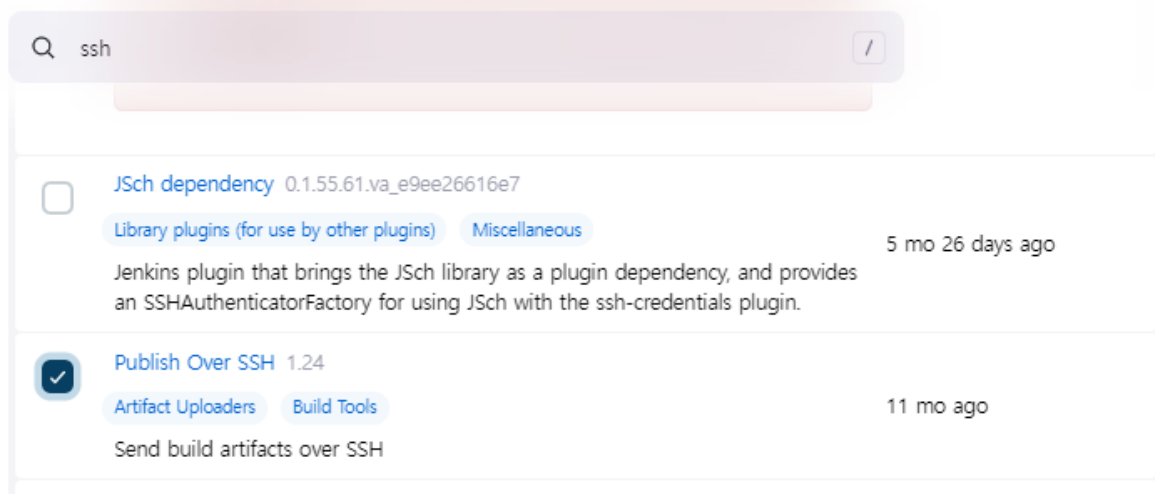 ssh
/
JSch dependency 0.1.55.61.va_e9ee26616e7
Library plugins (for use by other plugins) Miscellaneous
5 mo 26 days ago
Jenkins plugin that brings the JSch library as a plugin dependency, and provides
an SSHAuthenticatorFactory for using JSch with the ssh-credentials plugin.
Publish Over SSH 1.24
Artifact Uploaders Build Tools
11 mo ago
Send build artifacts over SSH